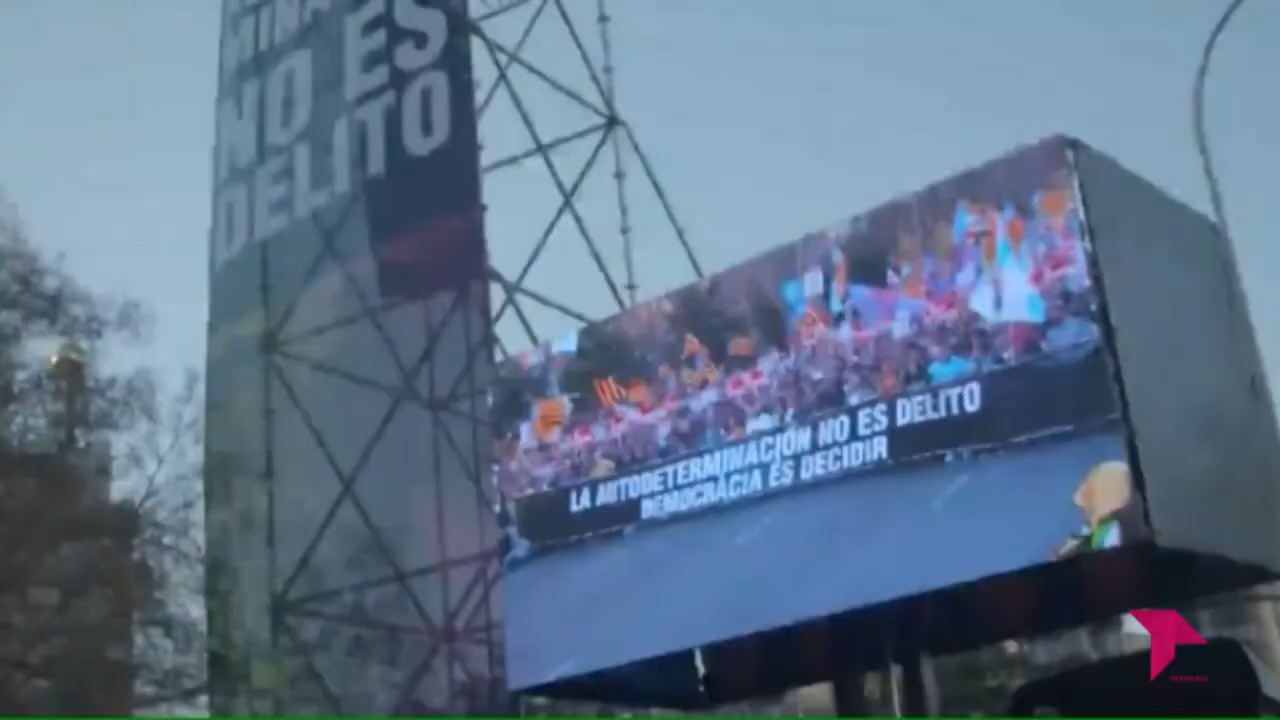 NO ES
DELITO
LA AUTODETERMINACIÓN NO ES DELITO
DEMOCRACIA ES DECIDIR